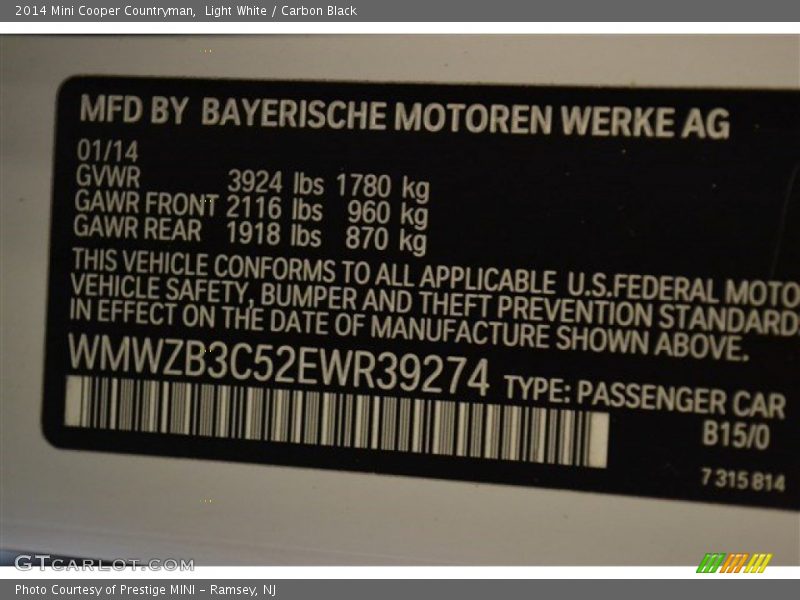 2014 Mini Cooper Countryman, Light White / Carbon Black
MFD BY BAYERISCHE MOTOREN WERKE AG
01/14
GVWR 3924 lbs 1780 kg
GAWR FRONT 2116 lbs 960 kg
GAWR REAR 1918 lbs 870 kg
THIS VEHICLE CONFORMS TO ALL APPLICABLE U.S.FEDERAL MOTO
VEHICLE SAFETY, BUMPER AND THEFT PREVENTION STANDARD
IN EFFECT ON THE DATE OF MANUFACTURE SHOWN ABOVE.
WMWZB3C52EWR39274 TYPE: PASSENGER CAR
B15/0
7 315 814
GTCARLOT.COM
Photo Courtesy of Prestige MINI - Ramsey, NJ